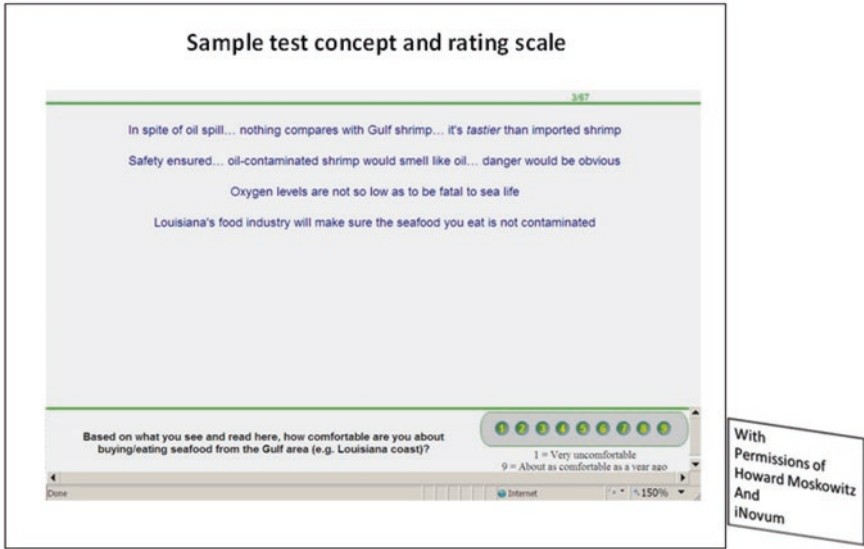 Sample test concept and rating scale
3/67
In spite of oil spill... nothing compares with Gulf shrimp... it's tastier than imported shrimp
Safety ensured... oil-contaminated shrimp would smell like oil... danger would be obvious
Oxygen levels are not so low as to be fatal to sea life
Louisiana's food industry will make sure the seafood you eat is not contaminated
Based on what you see and read here, how comfortable are you about
buying/eating seafood from the Gulf area (e.g. Louisiana coast)?
1 2 3 4 5 6 7 8 9
1 = Very uncomfortable
9 = About as comfortable as a year ago
Done
Internet
150%
With
Permissions of
Howard Moskowitz
And
iNovum